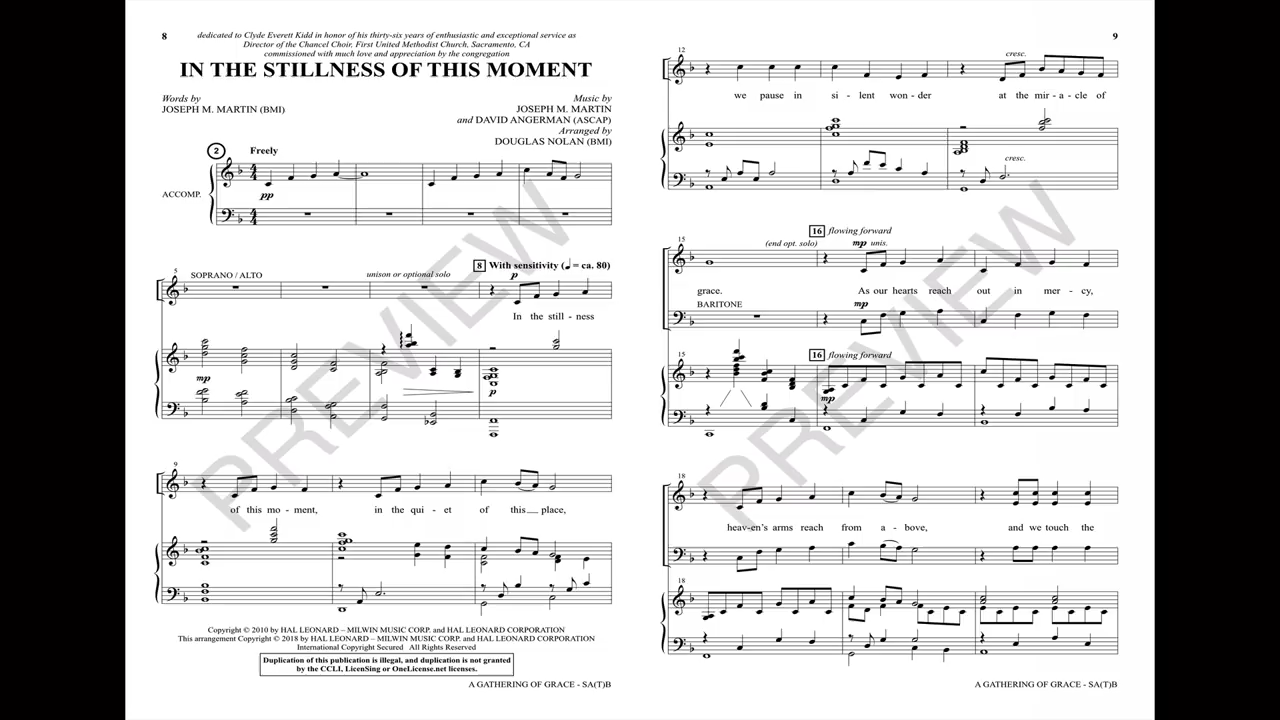 8
dedicated to Clyde Everett Kidd in honor of his thirty-six years of enthusiastic and exceptional service as
Director of the Chancel Choir, First United Methodist Church, Sacramento, CA
commissioned with much love and appreciation by the congregation
IN THE STILLNESS OF THIS MOMENT
Words by
JOSEPH M. MARTIN (BMI)
Music by
JOSEPH M. MARTIN
and DAVID ANGERMAN (ASCAP)
Arranged by
DOUGLAS NOLAN (BMI)
2
Freely
4
4
ACCOMP.
pp
4
4
5
SOPRANO / ALTO
unison or optional solo
8 With sensitivity (♩ = ca. 80)
p
In the still - ness
mp
p
9
of this mo - ment, in the qui - et of this place,
Copyright © 2010 by HAL LEONARD – MILWIN MUSIC CORP. and HAL LEONARD CORPORATION
This arrangement Copyright © 2018 by HAL LEONARD – MILWIN MUSIC CORP. and HAL LEONARD CORPORATION
International Copyright Secured All Rights Reserved
Duplication of this publication is illegal, and duplication is not granted
by the CCLI, LicenSing or OneLicense.net licenses.
A GATHERING OF GRACE - SA(T)B
PREVIEW
9
12
cresc.
we pause in si - lent won - der at the mir - a - cle of
cresc.
15
(end opt. solo)
16 flowing forward
mp unis.
grace. As our hearts reach out in mer - cy,
BARITONE
mp
15
16 flowing forward
mp
18
heav-en's arms reach from a - bove, and we touch the
18
A GATHERING OF GRACE - SA(T)B
PREVIEW